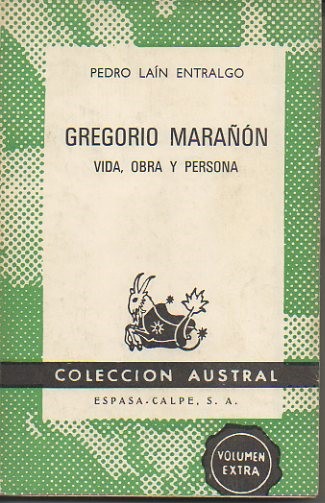 PEDRO LAÍN ENTRALGO
GREGORIO MARAÑÓN
VIDA, OBRA Y PERSONA
COLECCION AUSTRAL
ESPASA-CALPE, S. A.
VOLUMEN
EXTRA